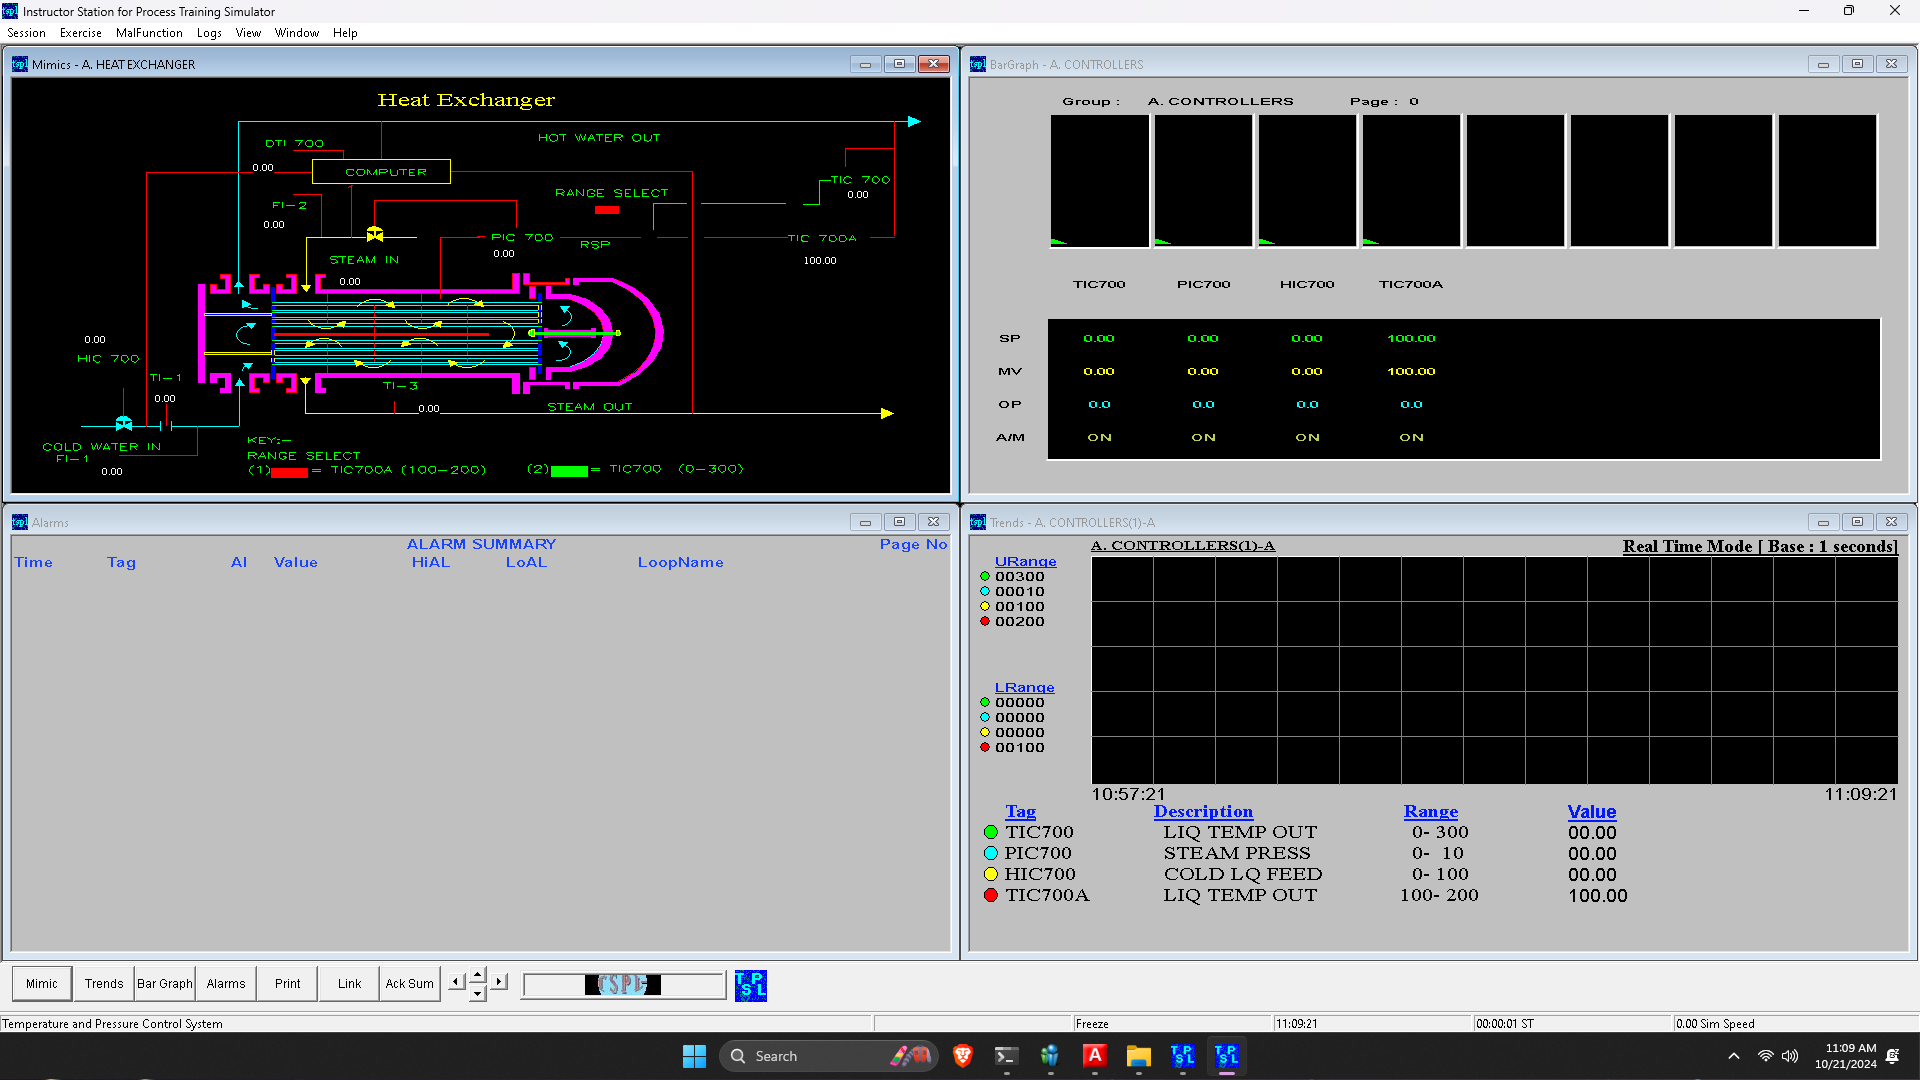 Instructor Station for Process Training Simulator
Session Exercise MalFunction Logs View Window Help
Mimics - A. HEAT EXCHANGER
Heat Exchanger
HOT WATER OUT
DTI 700
0.00
COMPUTER
RANGE SELECT
TIC 700
0.00
FI-2
0.00
PIC 700
0.00
RSP
TIC 700A
100.00
STEAM IN
0.00
0.00
HIC 700
TI-1
0.00
TI-3
0.00
STEAM OUT
COLD WATER IN
FI-1
0.00
KEY:-
RANGE SELECT
(1) = TIC700A (100-200) (2) = TIC700 (0-300)
BarGraph - A. CONTROLLERS
Group : A. CONTROLLERS Page : 0
TIC700 PIC700 HIC700 TIC700A
SP 0.00 0.00 0.00 100.00
MV 0.00 0.00 0.00 100.00
OP 0.0 0.0 0.0 0.0
A/M ON ON ON ON
Alarms
ALARM SUMMARY Page No
Time Tag Al Value HiAL LoAL LoopName
Trends - A. CONTROLLERS(1)-A
A. CONTROLLERS(1)-A Real Time Mode [ Base : 1 seconds]
URange
00300
00010
00100
00200
LRange
00000
00000
00000
00100
10:57:21 11:09:21
Tag Description Range Value
TIC700 LIQ TEMP OUT 0- 300 00.00
PIC700 STEAM PRESS 0- 10 00.00
HIC700 COLD LQ FEED 0- 100 00.00
TIC700A LIQ TEMP OUT 100- 200 100.00
Mimic Trends Bar Graph Alarms Print Link Ack Sum TSPL TPSL
Temperature and Pressure Control System Freeze 11:09:21 00:00:01 ST 0.00 Sim Speed
Search
11:09 AM
10/21/2024